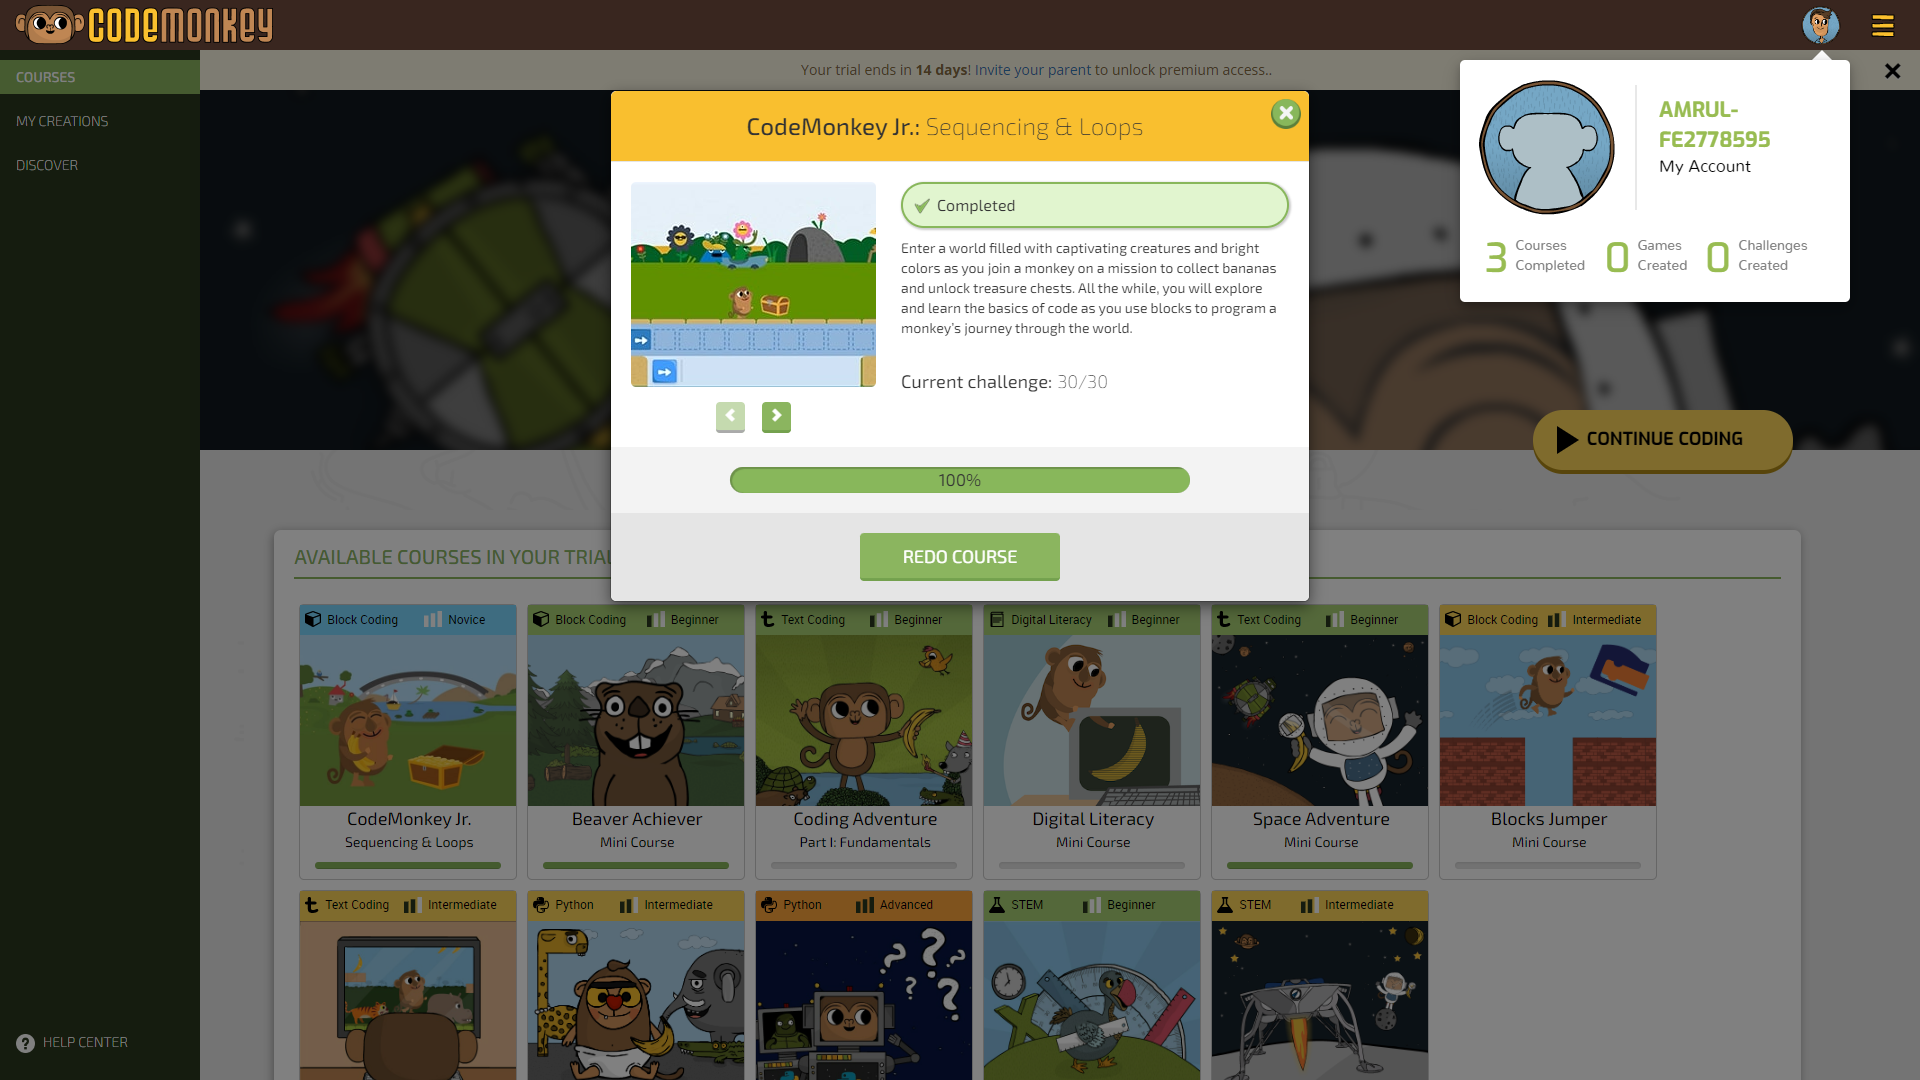 CODEMONKEY
COURSES
MY CREATIONS
DISCOVER
HELP CENTER
Your trial ends in 14 days! Invite your parent to unlock premium access..
AMRUL-
FE2778595
My Account
3 Courses Completed
0 Games Created
0 Challenges Created
CodeMonkey Jr.: Sequencing & Loops
Completed
Enter a world filled with captivating creatures and bright
colors as you join a monkey on a mission to collect bananas
and unlock treasure chests. All the while, you will explore
and learn the basics of code as you use blocks to program a
monkey's journey through the world.
Current challenge: 30/30
100%
REDO COURSE
CONTINUE CODING
AVAILABLE COURSES IN YOUR TRIAL
Block Coding Novice
CodeMonkey Jr.
Sequencing & Loops
Block Coding Beginner
Beaver Achiever
Mini Course
Text Coding Beginner
Coding Adventure
Part I: Fundamentals
Digital Literacy Beginner
Digital Literacy
Mini Course
Text Coding Beginner
Space Adventure
Mini Course
Block Coding Intermediate
Blocks Jumper
Mini Course
Text Coding Intermediate
Python Intermediate
Python Advanced
STEM Beginner
STEM Intermediate